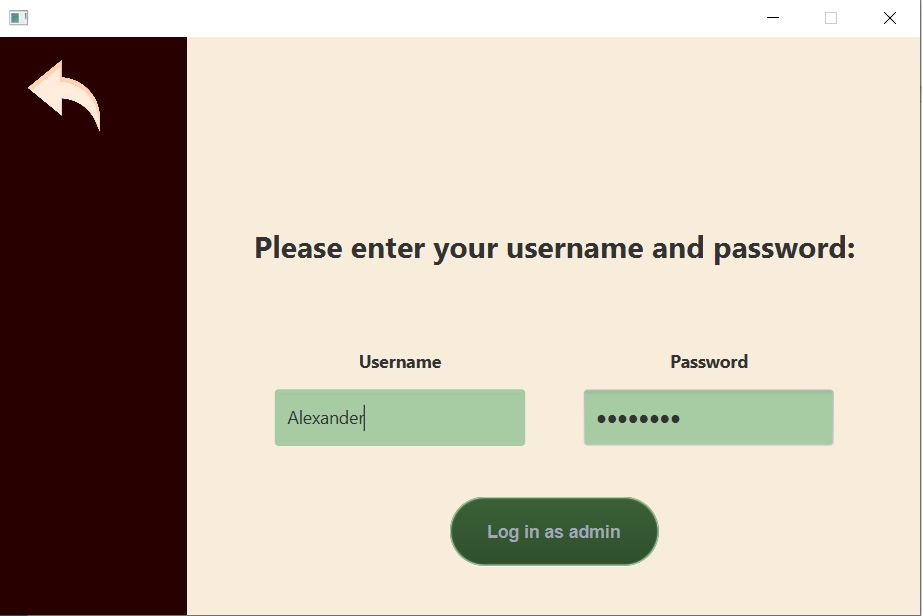 Please enter your username and password:
Username
Password
Alexander
••••••••
Log in as admin